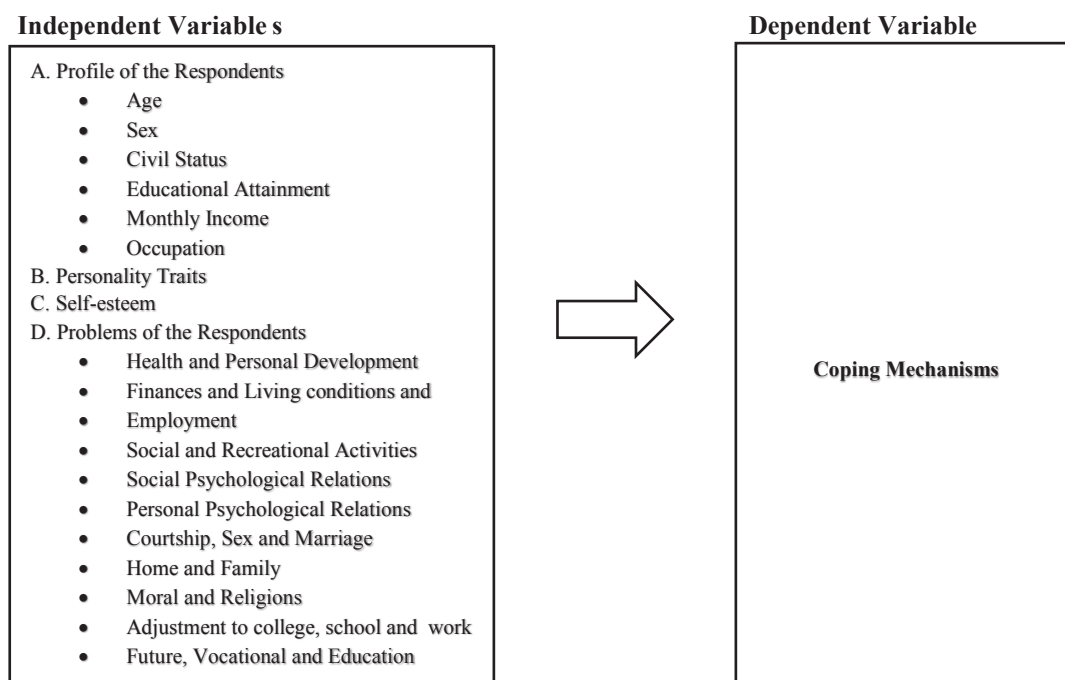 Independent Variable s
A. Profile of the Respondents
• Age
• Sex
• Civil Status
• Educational Attainment
• Monthly Income
• Occupation
B. Personality Traits
C. Self-esteem
D. Problems of the Respondents
• Health and Personal Development
• Finances and Living conditions and
• Employment
• Social and Recreational Activities
• Social Psychological Relations
• Personal Psychological Relations
• Courtship, Sex and Marriage
• Home and Family
• Moral and Religions
• Adjustment to college, school and work
• Future, Vocational and Education
Dependent Variable
Coping Mechanisms